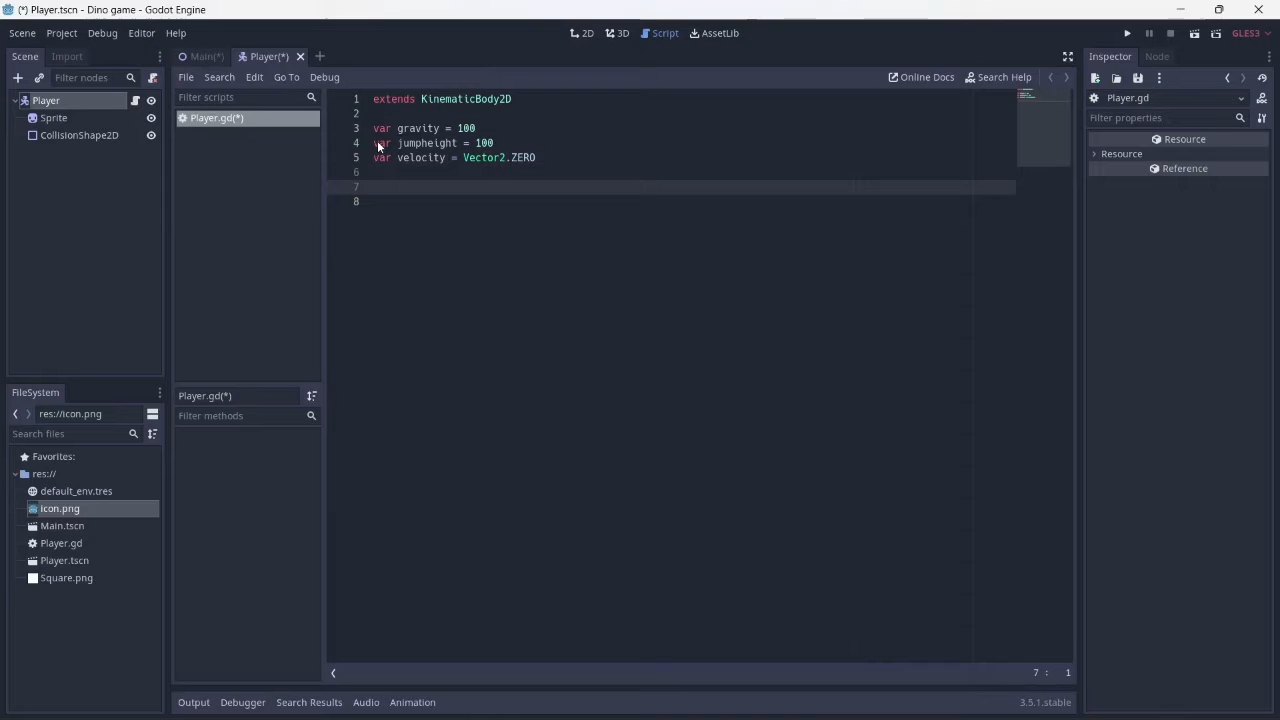 (*) Player.tscn - Dino game - Godot Engine
Scene Project Debug Editor Help
2D 3D Script AssetLib
GLES3
Scene Import
Filter nodes
Player
Sprite
CollisionShape2D
FileSystem
res://icon.png
Search files
Favorites:
res://
default_env.tres
icon.png
Main.tscn
Player.gd
Player.tscn
Square.png
Main(*) Player(*)
File Search Edit Go To Debug
Online Docs Search Help
Filter scripts
Player.gd(*)
Player.gd(*)
Filter methods
1 extends KinematicBody2D
2
3 var gravity = 100
4 var jumpheight = 100
5 var velocity = Vector2.ZERO
6
7
8
7 : 1
Output Debugger Search Results Audio Animation
3.5.1.stable
Inspector Node
Player.gd
Filter properties
Resource
Resource
Reference